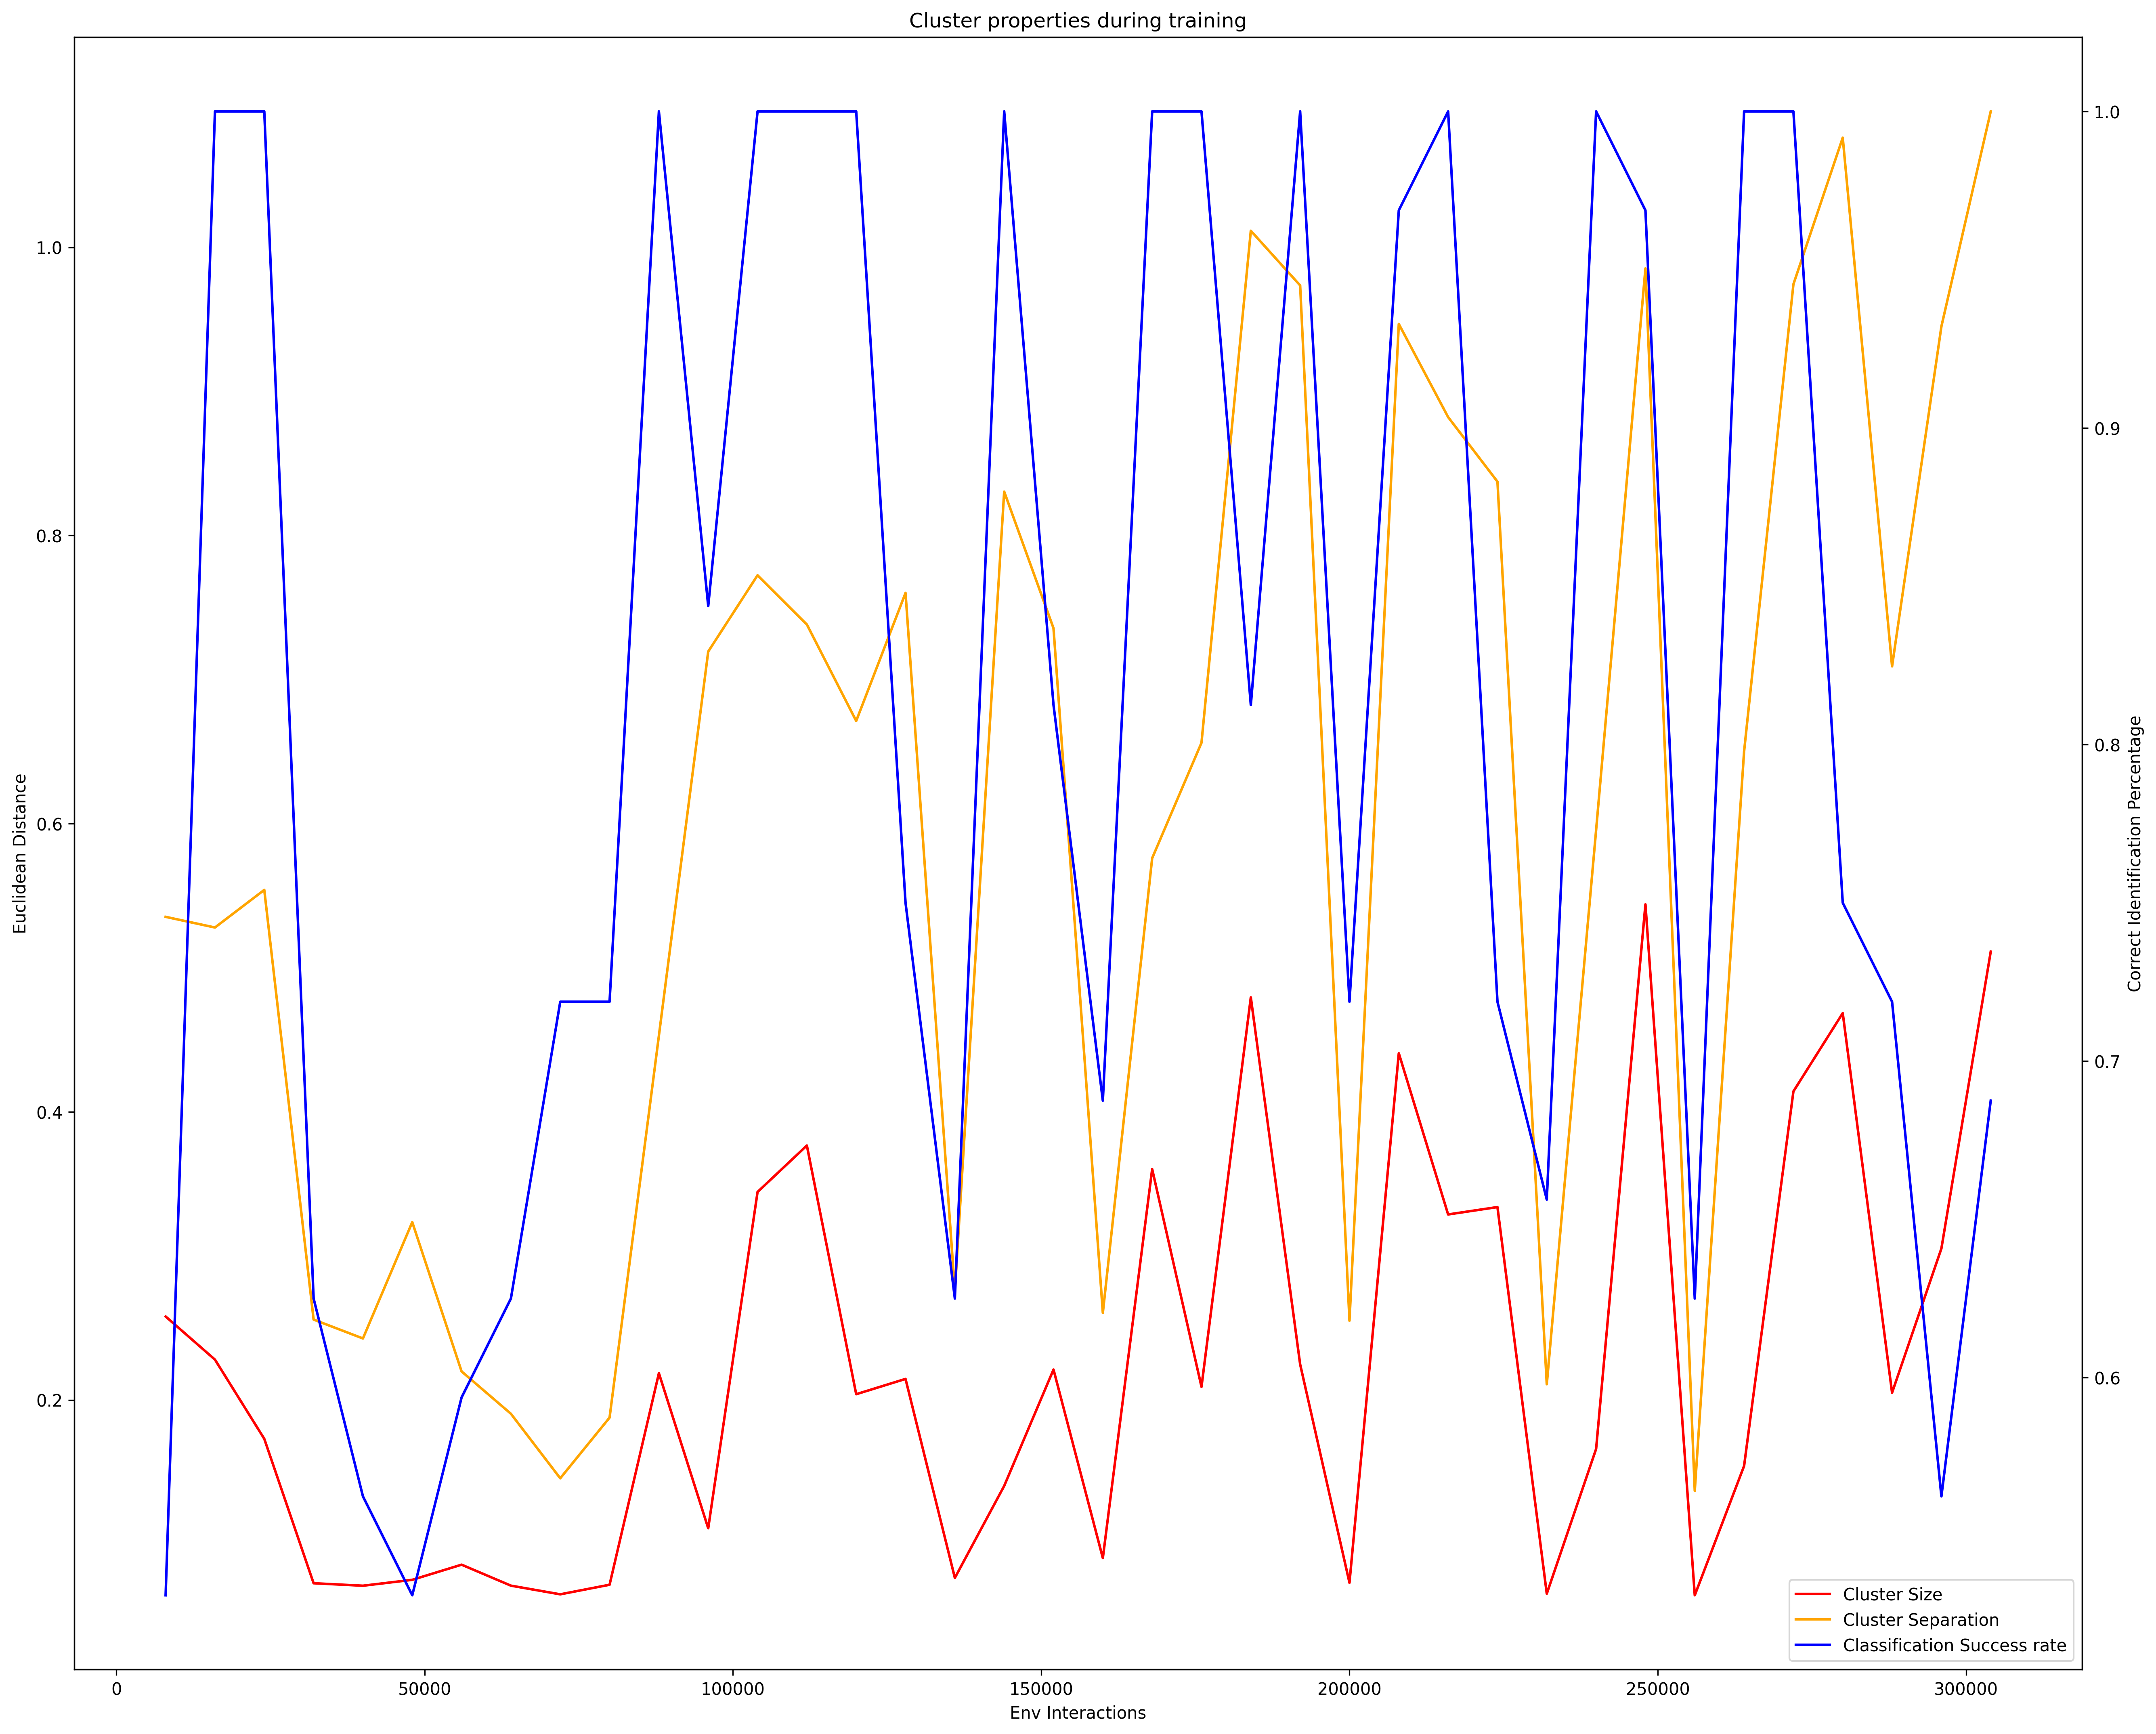 Cluster properties during training
1.0
0.8
0.6
0.4
0.2
Euclidean Distance
1.0
0.9
0.8
0.7
0.6
Correct Identification Percentage
0
50000
100000
150000
200000
250000
300000
Env Interactions
Cluster Size
Cluster Separation
Classification Success rate